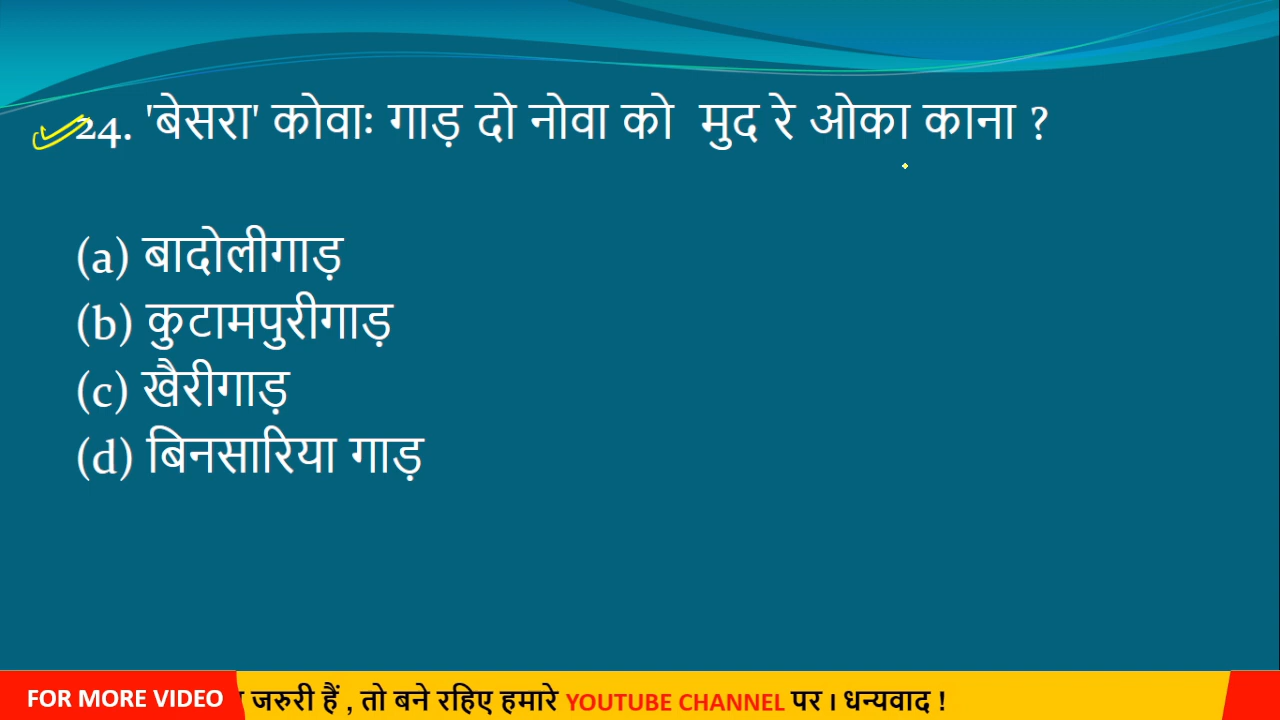 24. 'बेसरा' कोवाः गाड़ दो नोवा को मुद रे ओका काना ?
(a) बादोलीगाड़
(b) कुटामपुरीगाड़
(c) खैरीगाड़
(d) बिनसारिया गाड़
FOR MORE VIDEO जरुरी हैं , तो बने रहिए हमारे YOUTUBE CHANNEL पर । धन्यवाद !